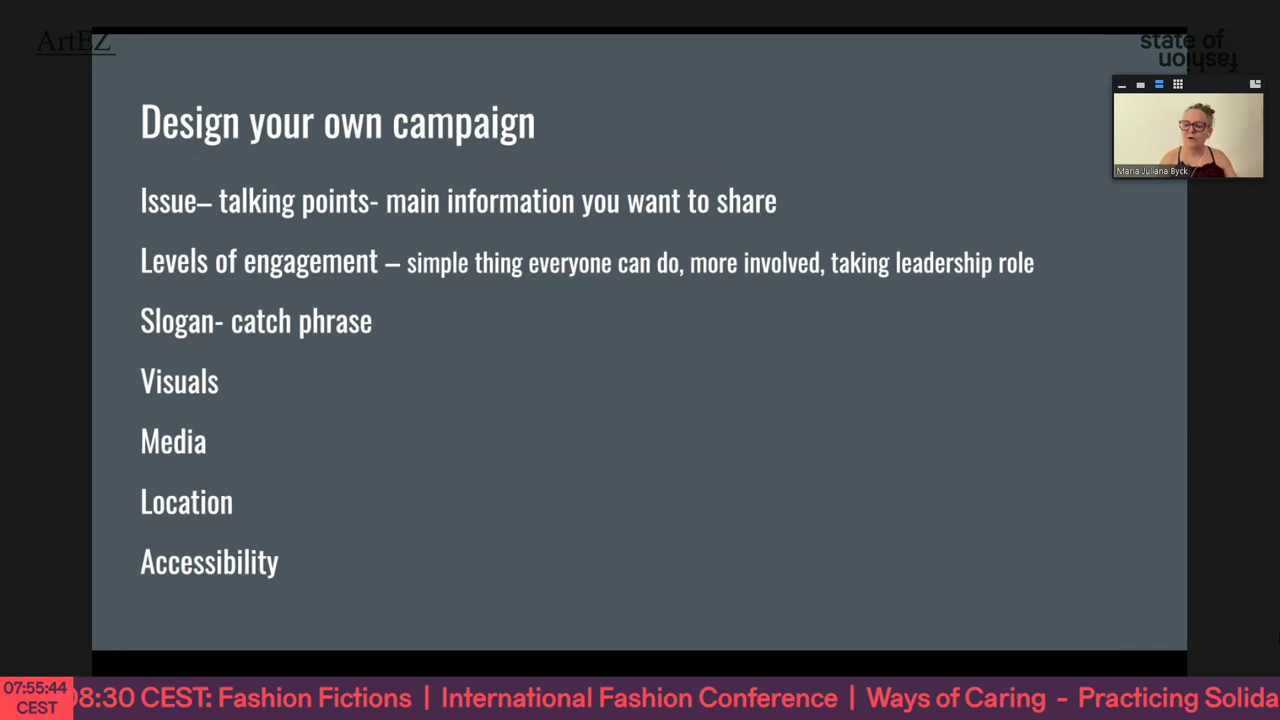 ArtEZ
state of
fashion
Maria Juliana Byck
Design your own campaign
Issue– talking points- main information you want to share
Levels of engagement – simple thing everyone can do, more involved, taking leadership role
Slogan- catch phrase
Visuals
Media
Location
Accessibility
07:55:44
CEST
08:30 CEST: Fashion Fictions | International Fashion Conference | Ways of Caring - Practicing Solida